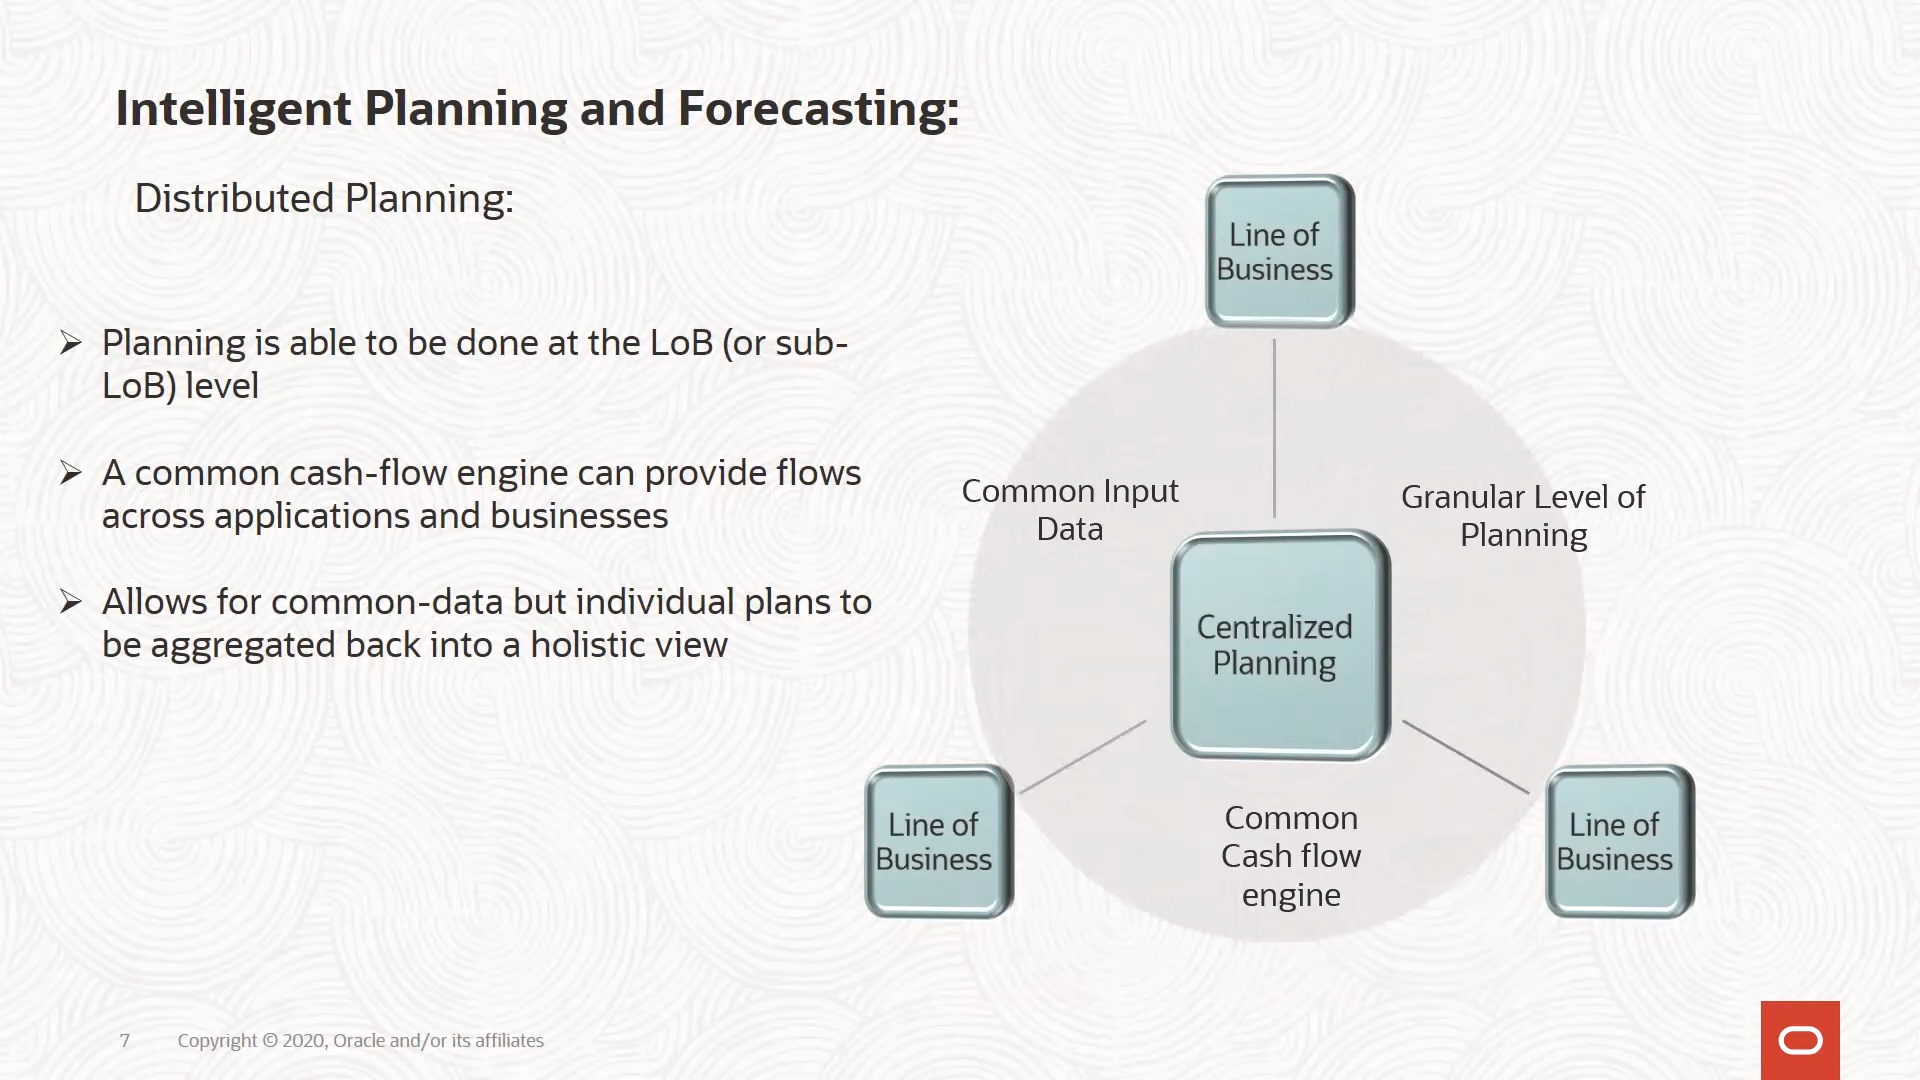 Intelligent Planning and Forecasting:
Distributed Planning:
Planning is able to be done at the LoB (or sub-
LoB) level
A common cash-flow engine can provide flows
across applications and businesses
Allows for common-data but individual plans to
be aggregated back into a holistic view
Line of
Business
Common Input
Data
Granular Level of
Planning
Centralized
Planning
Line of
Business
Common
Cash flow
engine
Line of
Business
7 Copyright © 2020, Oracle and/or its affiliates